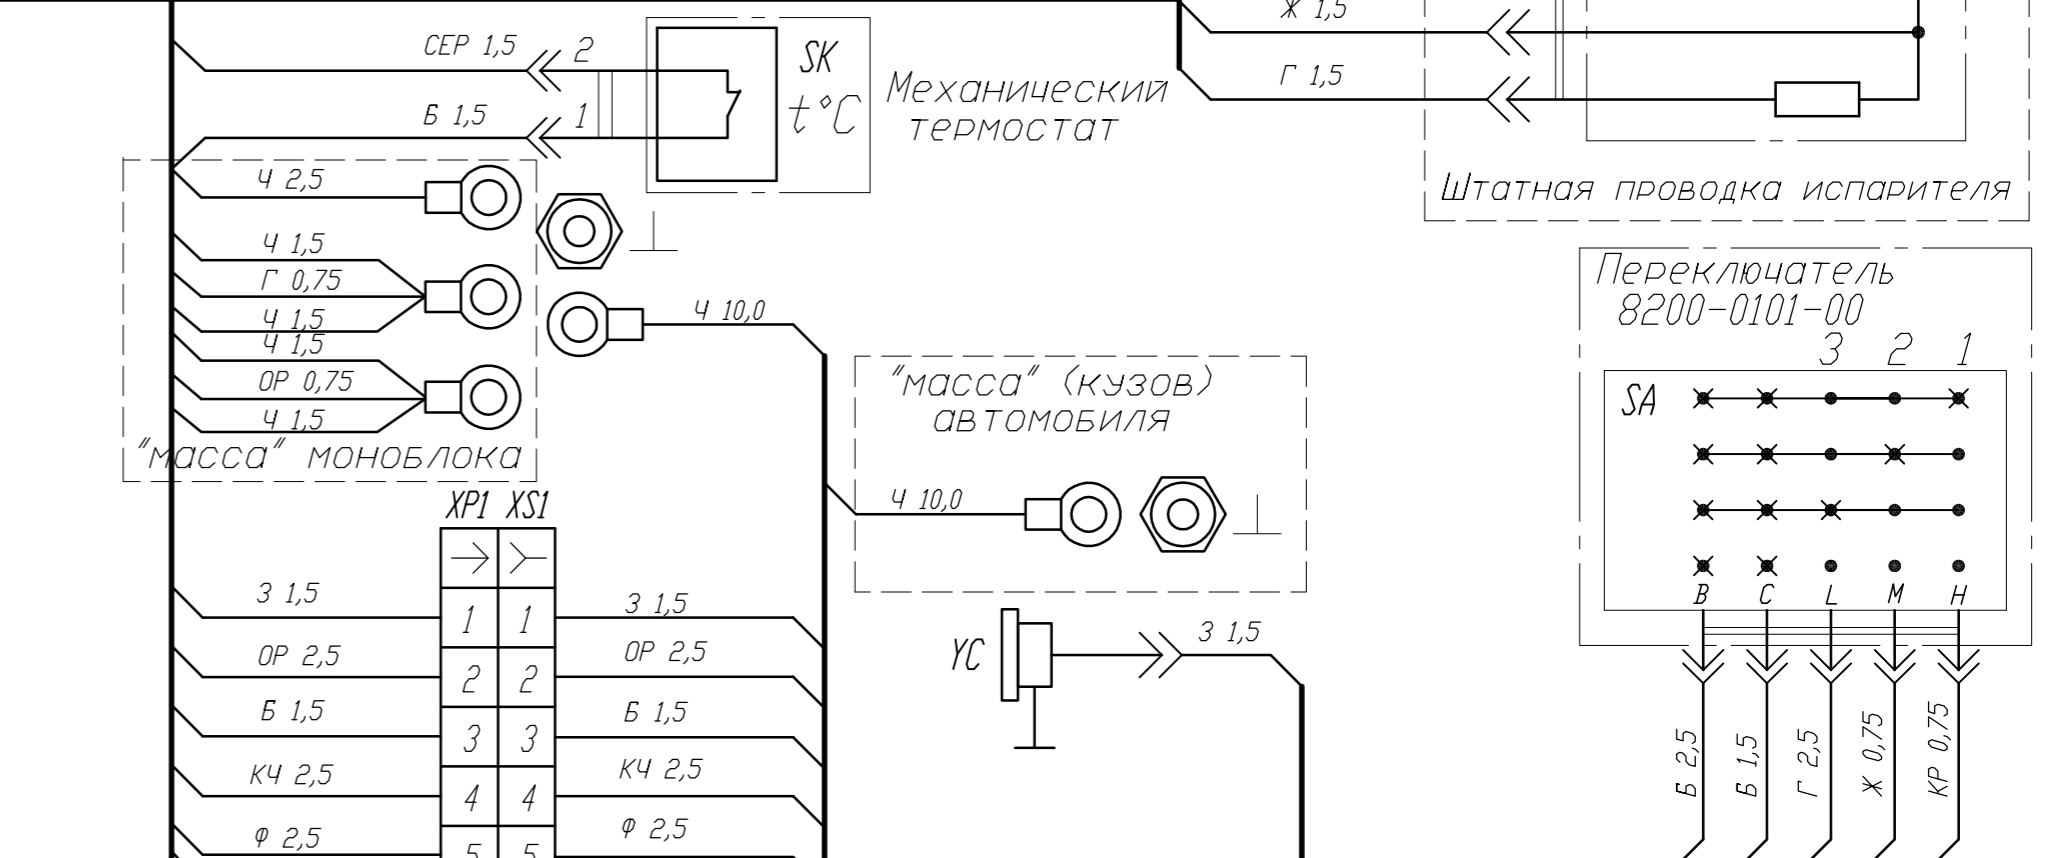 Ж 1,5
СЕР 1,5
2
SK
t°C
Механический
термостат
Г 1,5
Б 1,5
1
Штатная проводка испарителя
Ч 2,5
Ч 1,5
Г 0,75
Ч 1,5
Ч 1,5
ОР 0,75
Ч 1,5
"масса" моноблока
Ч 10,0
Переключатель
8200-0101-00
3 2 1
SA
B C L M H
"масса" (кузов)
автомобиля
Ч 10,0
XP1 XS1
З 1,5
1 1
З 1,5
ОР 2,5
2 2
ОР 2,5
Б 1,5
3 3
Б 1,5
КЧ 2,5
4 4
КЧ 2,5
Ф 2,5
5 5
Ф 2,5
YC
З 1,5
Б 2,5
Б 1,5
Г 2,5
Ж 0,75
КР 0,75